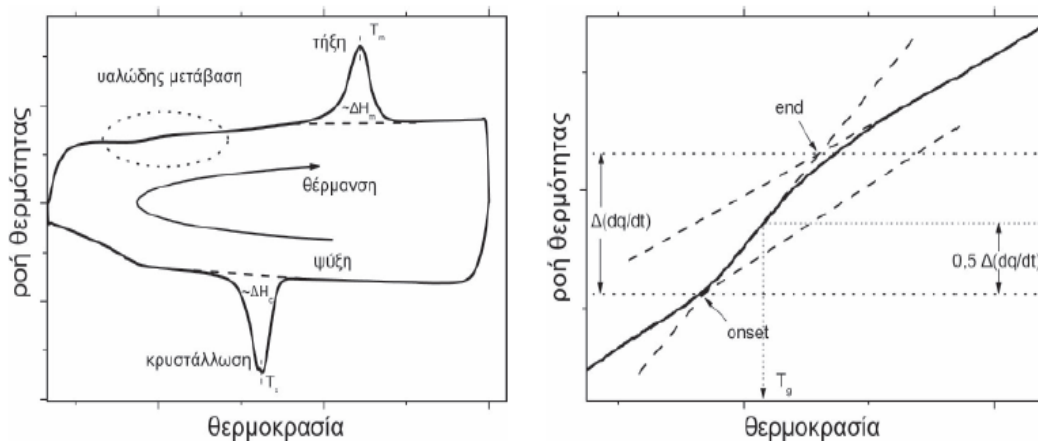 ροή θερμότητας
υαλώδης μετάβαση
τήξη
T_m
~ΔH_m
θέρμανση
ψύξη
~ΔH_c
κρυστάλλωση
T_c
θερμοκρασία
ροή θερμότητας
Δ(dq/dt)
end
0,5 Δ(dq/dt)
onset
T_g
θερμοκρασία